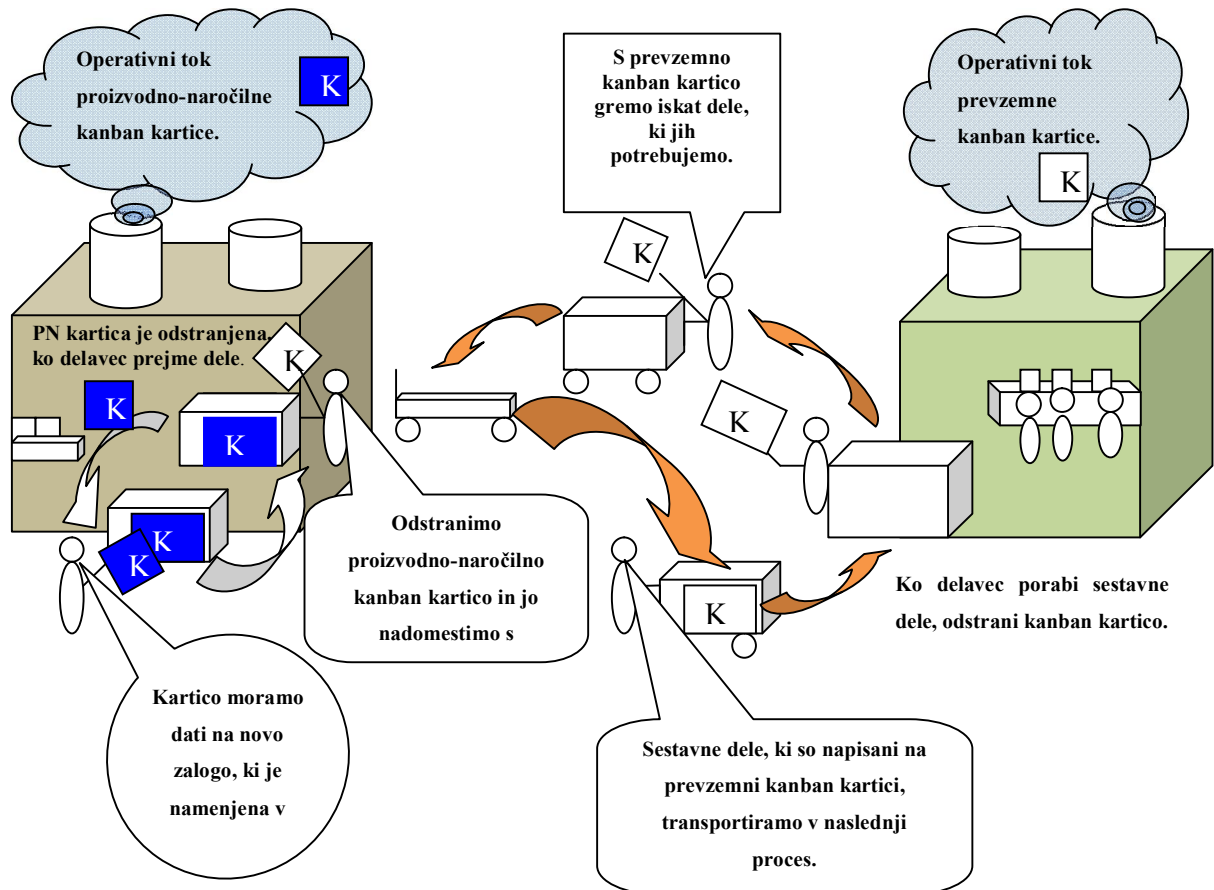 Operativni tok
proizvodno-naročilne
kanban kartice.
K
S prevzemno
kanban kartico
gremo iskat dele,
ki jih
potrebujemo.
Operativni tok
prevzemne
kanban kartice.
K
K
PN kartica je odstranjena,
ko delavec prejme dele.
K
K
K
K
K
K
Odstranimo
proizvodno-naročilno
kanban kartico in jo
nadomestimo s
K
Ko delavec porabi sestavne
dele, odstrani kanban kartico.
Kartico moramo
dati na novo
zalogo, ki je
namenjena v
Sestavne dele, ki so napisani na
prevzemni kanban kartici,
transportiramo v naslednji
proces.